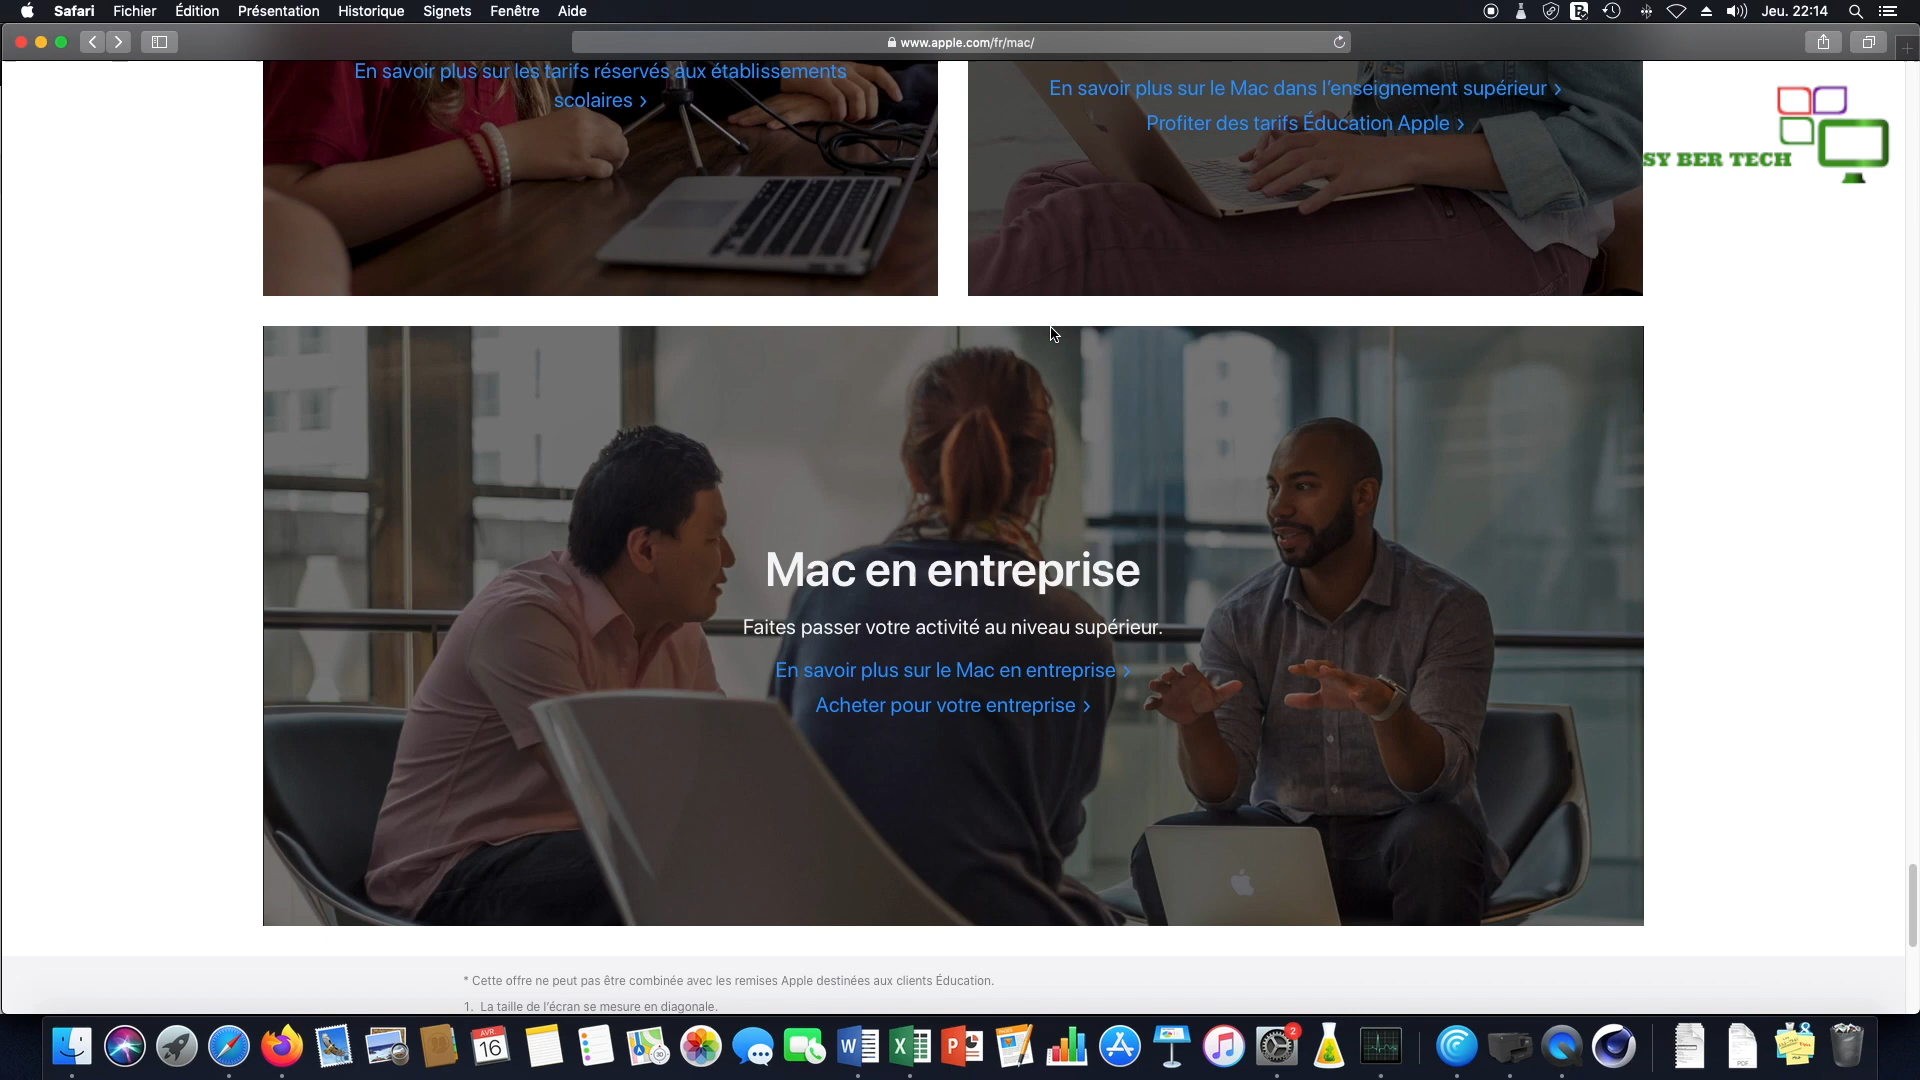 Safari Fichier Édition Présentation Historique Signets Fenêtre Aide
Jeu. 22:14
www.apple.com/fr/mac/
En savoir plus sur les tarifs réservés aux établissements
scolaires ›
En savoir plus sur le Mac dans l’enseignement supérieur ›
Profiter des tarifs Éducation Apple ›
SY BER TECH
Mac en entreprise
Faites passer votre activité au niveau supérieur.
En savoir plus sur le Mac en entreprise ›
Acheter pour votre entreprise ›
* Cette offre ne peut pas être combinée avec les remises Apple destinées aux clients Éducation.
1. La taille de l’écran se mesure en diagonale.
AVR.
16
2
PDF